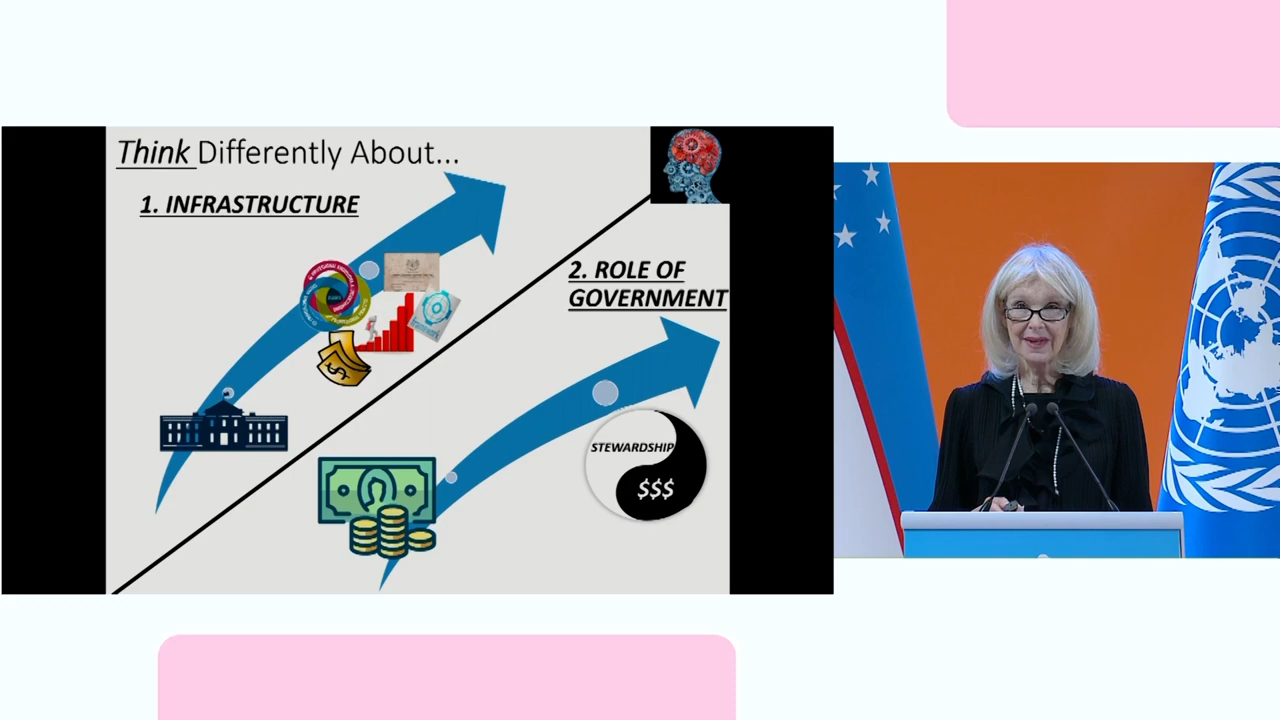 Think Differently About...
1. INFRASTRUCTURE
2. ROLE OF
GOVERNMENT
STEWARDSHIP
$$$